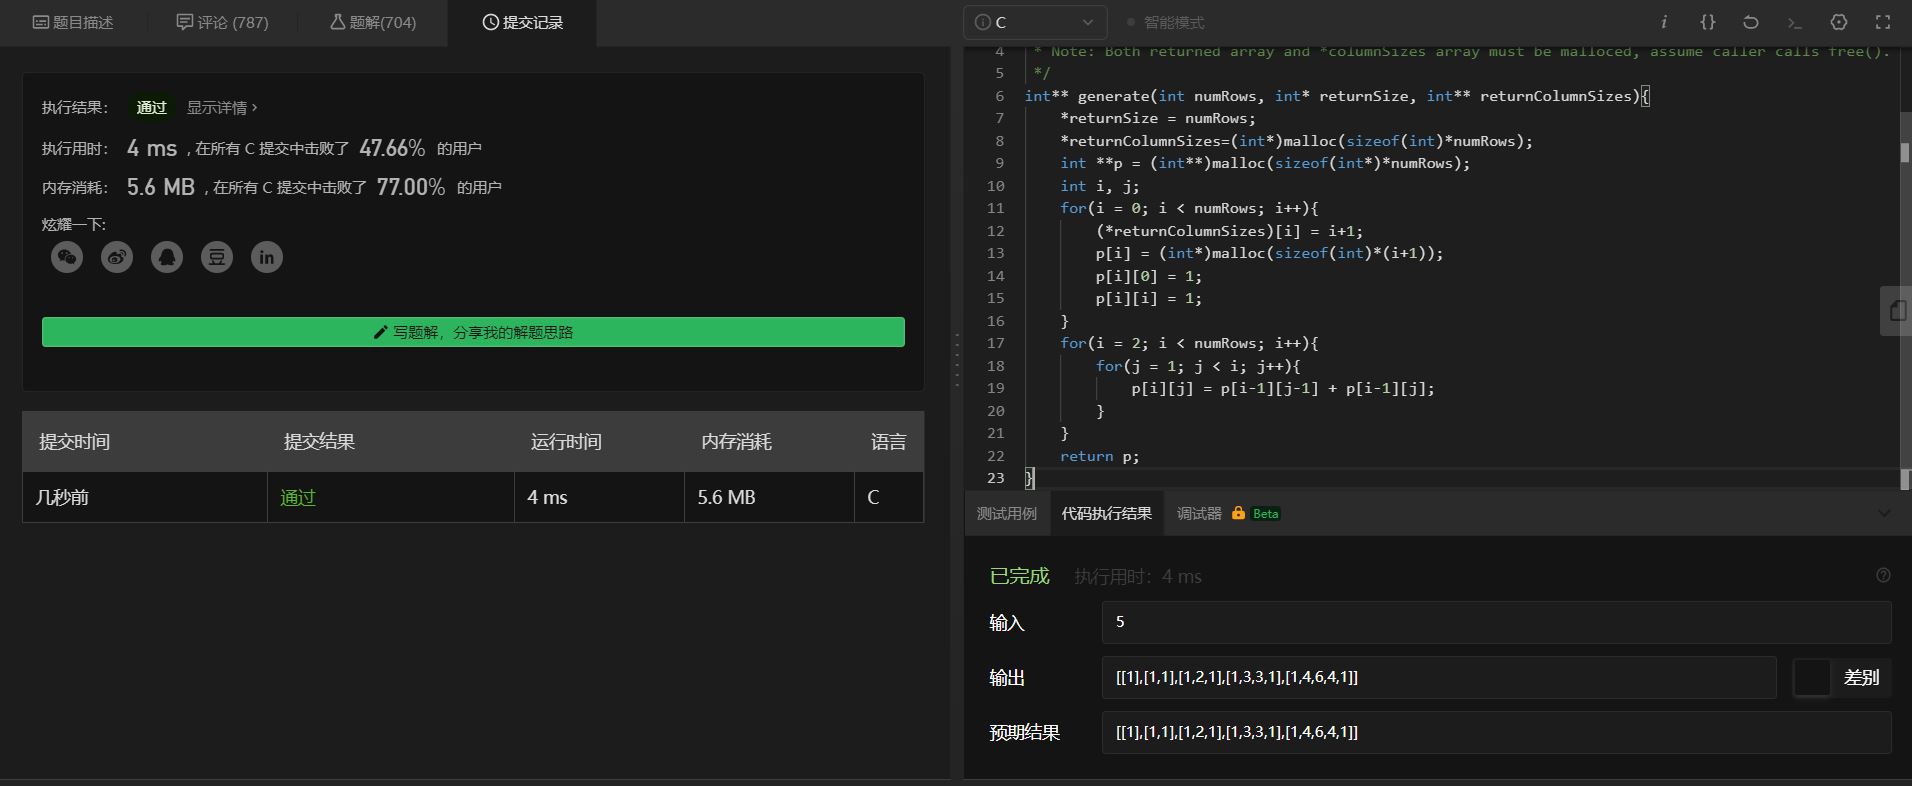 题目描述
评论 (787)
题解(704)
提交记录
执行结果：
通过
显示详情 ›
执行用时： 4 ms , 在所有 C 提交中击败了 47.66% 的用户
内存消耗： 5.6 MB , 在所有 C 提交中击败了 77.00% 的用户
炫耀一下:
写题解，分享我的解题思路
提交时间 提交结果 运行时间 内存消耗 语言
几秒前 通过 4 ms 5.6 MB C
C
智能模式
4 * Note: Both returned array and *columnSizes array must be malloced, assume caller calls free().
5 */
6 int** generate(int numRows, int* returnSize, int** returnColumnSizes){
7 *returnSize = numRows;
8 *returnColumnSizes=(int*)malloc(sizeof(int)*numRows);
9 int **p = (int**)malloc(sizeof(int*)*numRows);
10 int i, j;
11 for(i = 0; i < numRows; i++){
12 (*returnColumnSizes)[i] = i+1;
13 p[i] = (int*)malloc(sizeof(int)*(i+1));
14 p[i][0] = 1;
15 p[i][i] = 1;
16 }
17 for(i = 2; i < numRows; i++){
18 for(j = 1; j < i; j++){
19 p[i][j] = p[i-1][j-1] + p[i-1][j];
20 }
21 }
22 return p;
23 }
测试用例
代码执行结果
调试器
Beta
已完成 执行用时：4 ms
输入 5
输出 [[1],[1,1],[1,2,1],[1,3,3,1],[1,4,6,4,1]] 差别
预期结果 [[1],[1,1],[1,2,1],[1,3,3,1],[1,4,6,4,1]]